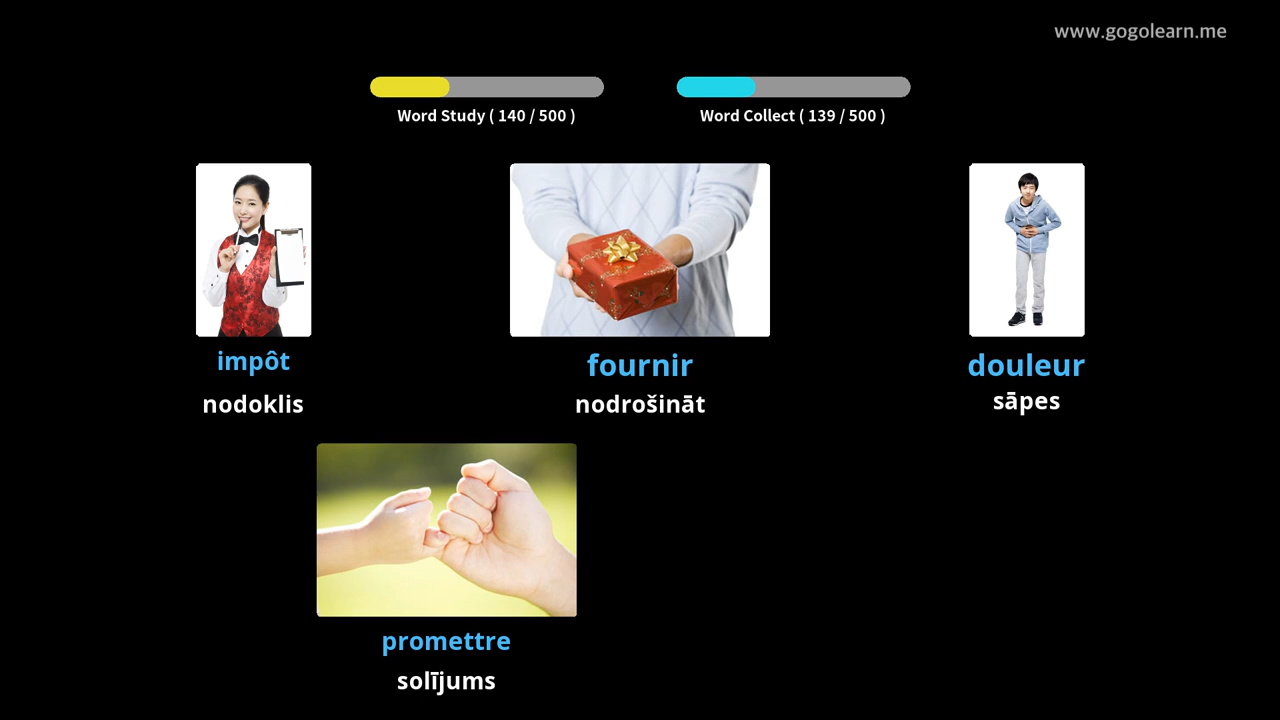 www.gogolearn.me
Word Study ( 140 / 500 )
Word Collect ( 139 / 500 )
impôt
nodoklis
fournir
nodrošināt
douleur
sāpes
promettre
solījums